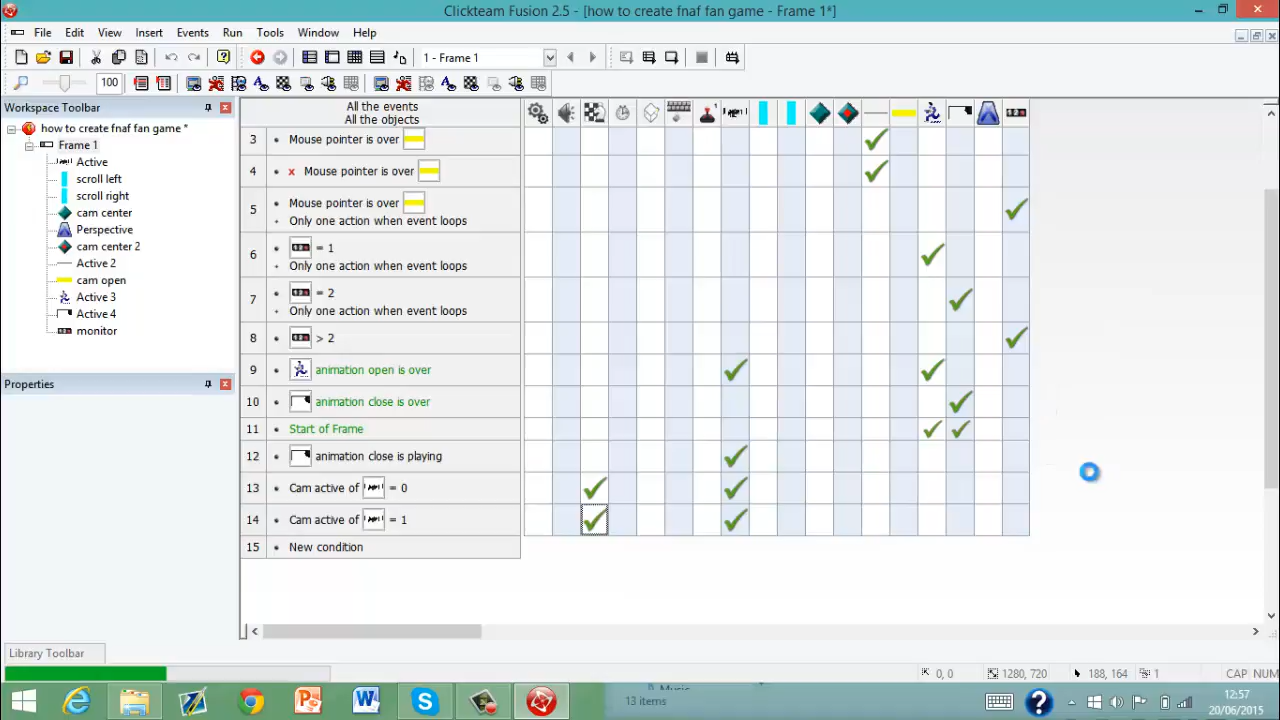 Clickteam Fusion 2.5 - [how to create fnaf fan game - Frame 1*]
File Edit View Insert Events Run Tools Window Help
1 - Frame 1
100
Workspace Toolbar
how to create fnaf fan game *
Frame 1
Active
scroll left
scroll right
cam center
Perspective
cam center 2
Active 2
cam open
Active 3
Active 4
monitor
Properties
Library Toolbar
All the events
All the objects
3 • Mouse pointer is over
4 • x Mouse pointer is over
5 • Mouse pointer is over
• Only one action when event loops
6 • = 1
• Only one action when event loops
7 • = 2
• Only one action when event loops
8 • > 2
9 • animation open is over
10 • animation close is over
11 • Start of Frame
12 • animation close is playing
13 • Cam active of = 0
14 • Cam active of = 1
15 • New condition
0, 0 1280, 720 188, 164 1 CAP NUM
13 items
12:57
20/06/2015